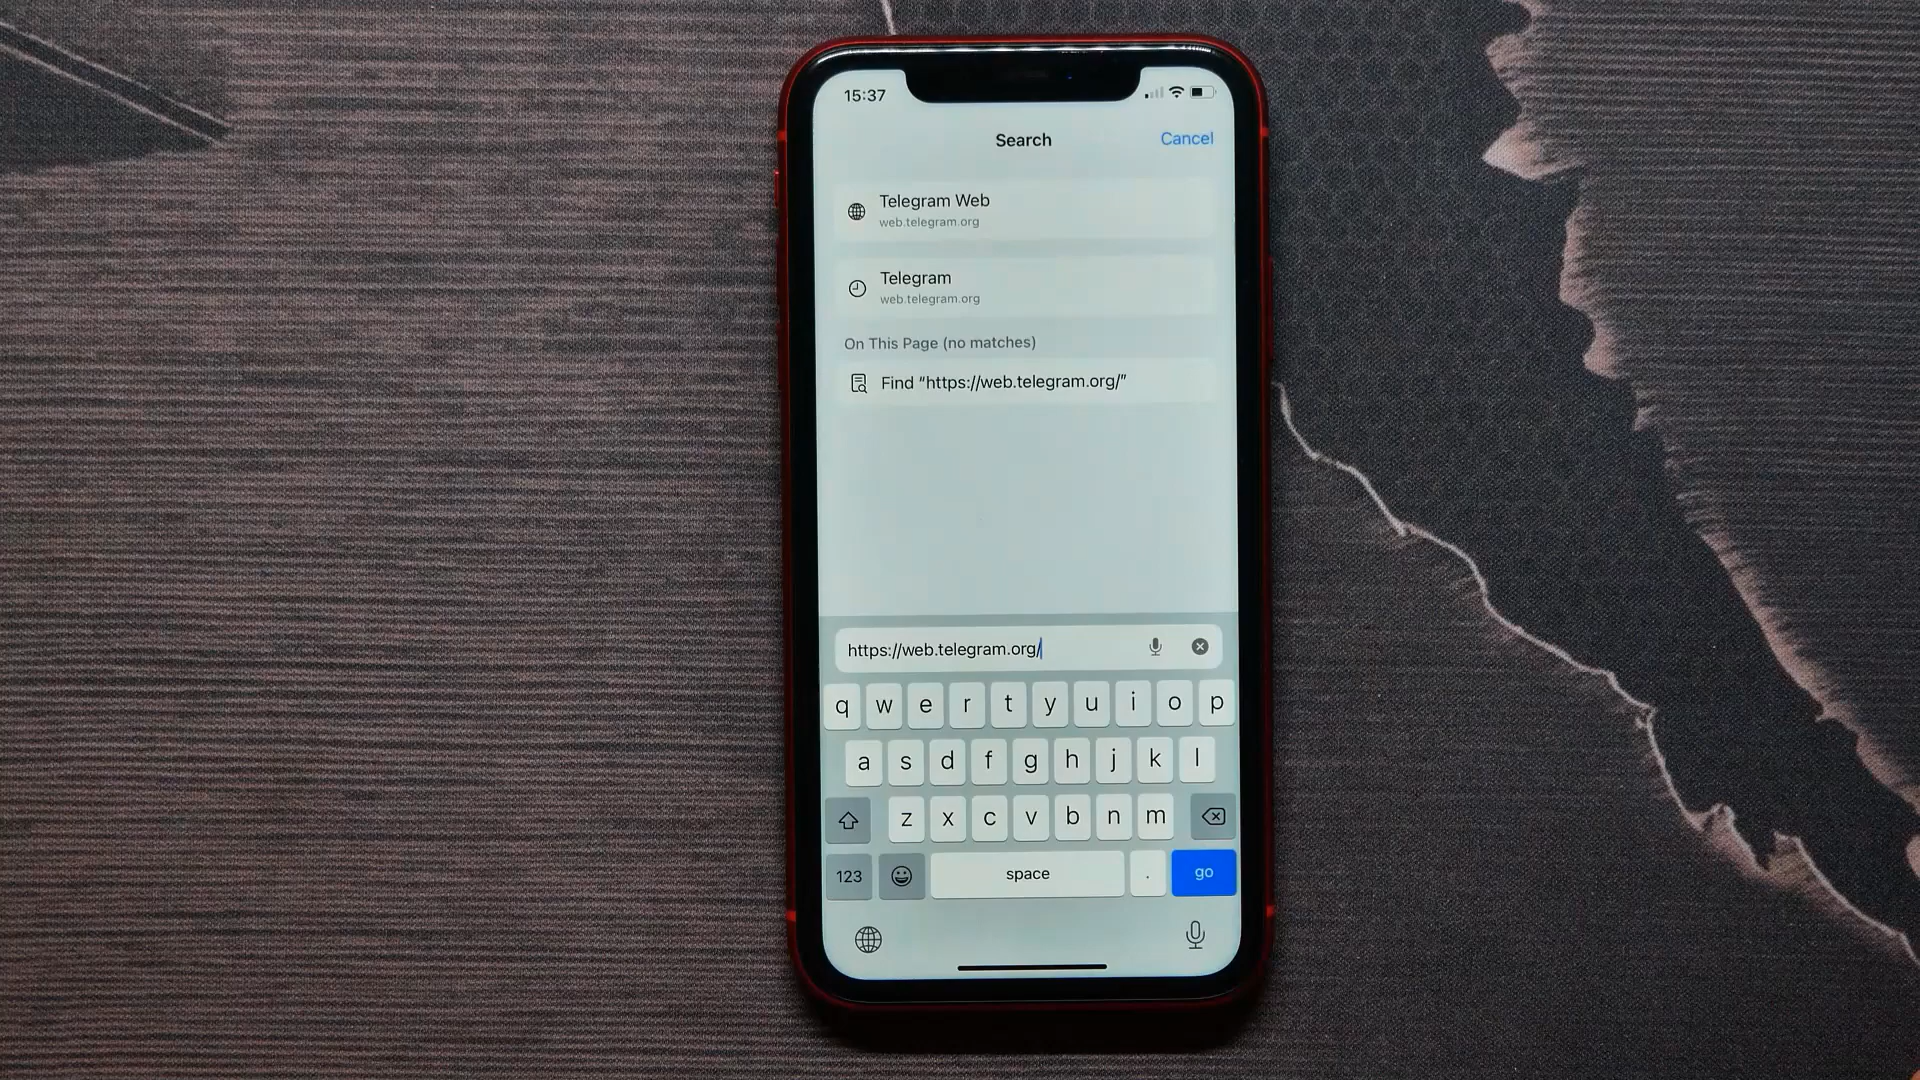 15:37
Search
Cancel
Telegram Web
web.telegram.org
Telegram
web.telegram.org
On This Page (no matches)
Find “https://web.telegram.org/”
https://web.telegram.org/
q w e r t y u i o p
a s d f g h j k l
z x c v b n m
123 space . go